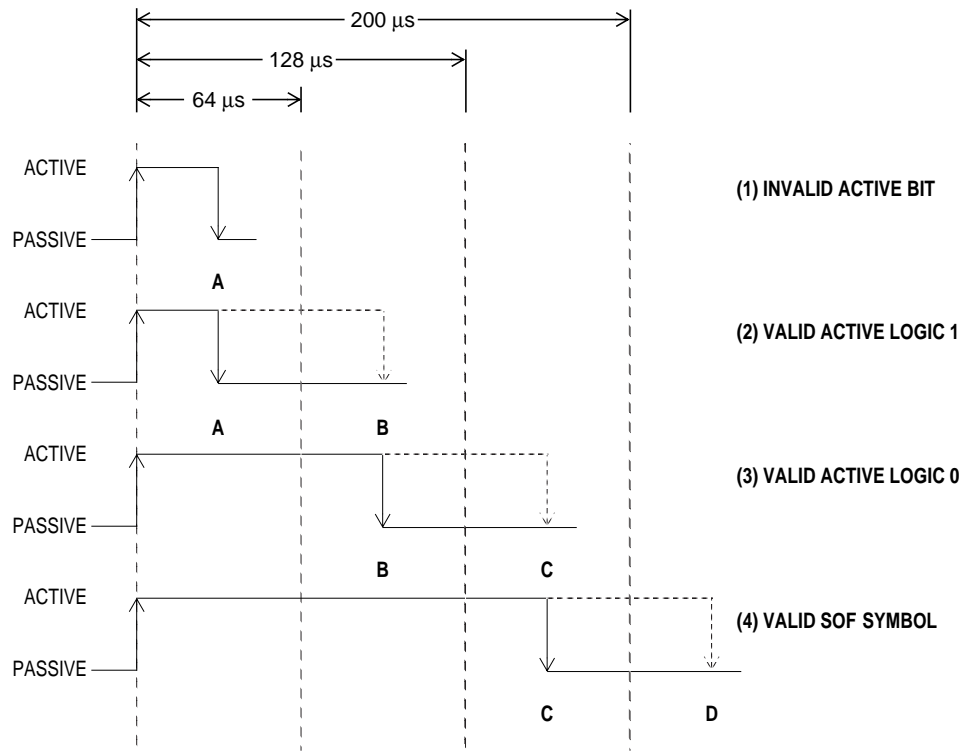 200 μs
128 μs
64 μs
ACTIVE
(1) INVALID ACTIVE BIT
PASSIVE
A
ACTIVE
(2) VALID ACTIVE LOGIC 1
PASSIVE
A B
ACTIVE
(3) VALID ACTIVE LOGIC 0
PASSIVE
B C
ACTIVE
(4) VALID SOF SYMBOL
PASSIVE
C D